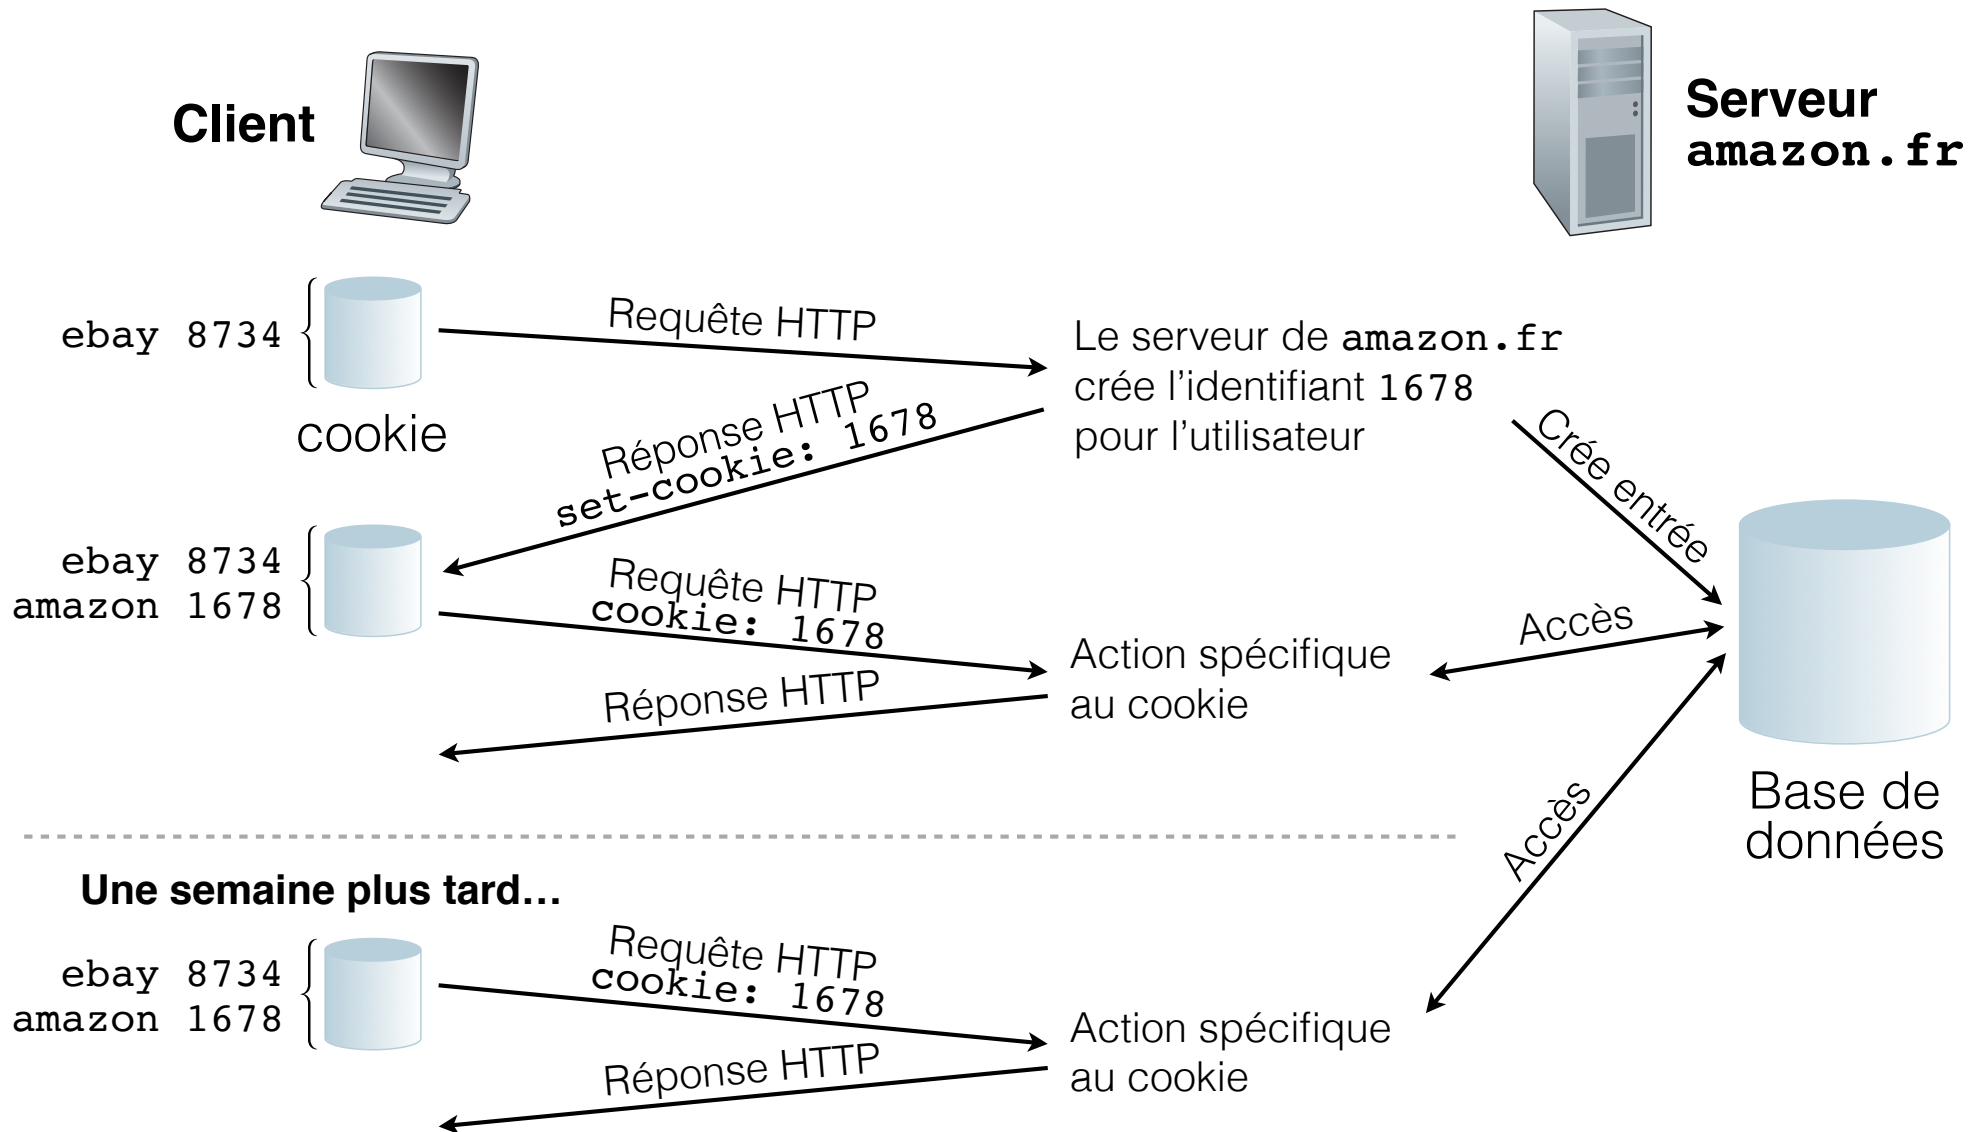 Client
Serveur
amazon.fr
ebay 8734
cookie
Requête HTTP
Le serveur de amazon.fr
crée l'identifiant 1678
pour l'utilisateur
Réponse HTTP
set-cookie: 1678
Crée entrée
ebay 8734
amazon 1678
Requête HTTP
cookie: 1678
Action spécifique
au cookie
Accès
Réponse HTTP
Base de
données
Accès
Une semaine plus tard…
ebay 8734
amazon 1678
Requête HTTP
cookie: 1678
Action spécifique
au cookie
Réponse HTTP